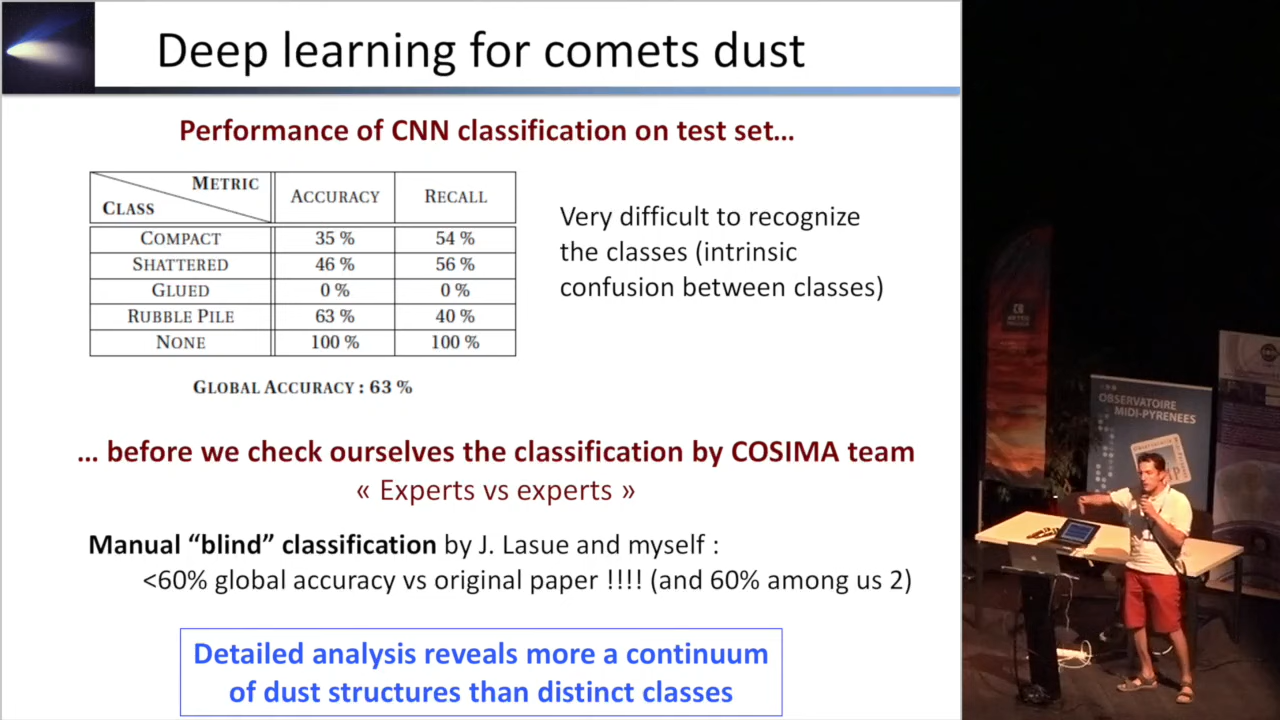 Deep learning for comets dust
Performance of CNN classification on test set...
METRIC
CLASS
ACCURACY
RECALL
COMPACT 35 % 54 %
SHATTERED 46 % 56 %
GLUED 0 % 0 %
RUBBLE PILE 63 % 40 %
NONE 100 % 100 %
GLOBAL ACCURACY : 63 %
Very difficult to recognize
the classes (intrinsic
confusion between classes)
... before we check ourselves the classification by COSIMA team
« Experts vs experts »
Manual “blind” classification by J. Lasue and myself :
<60% global accuracy vs original paper !!!! (and 60% among us 2)
Detailed analysis reveals more a continuum
of dust structures than distinct classes
OBSERVATOIRE
MIDI-PYRENEES